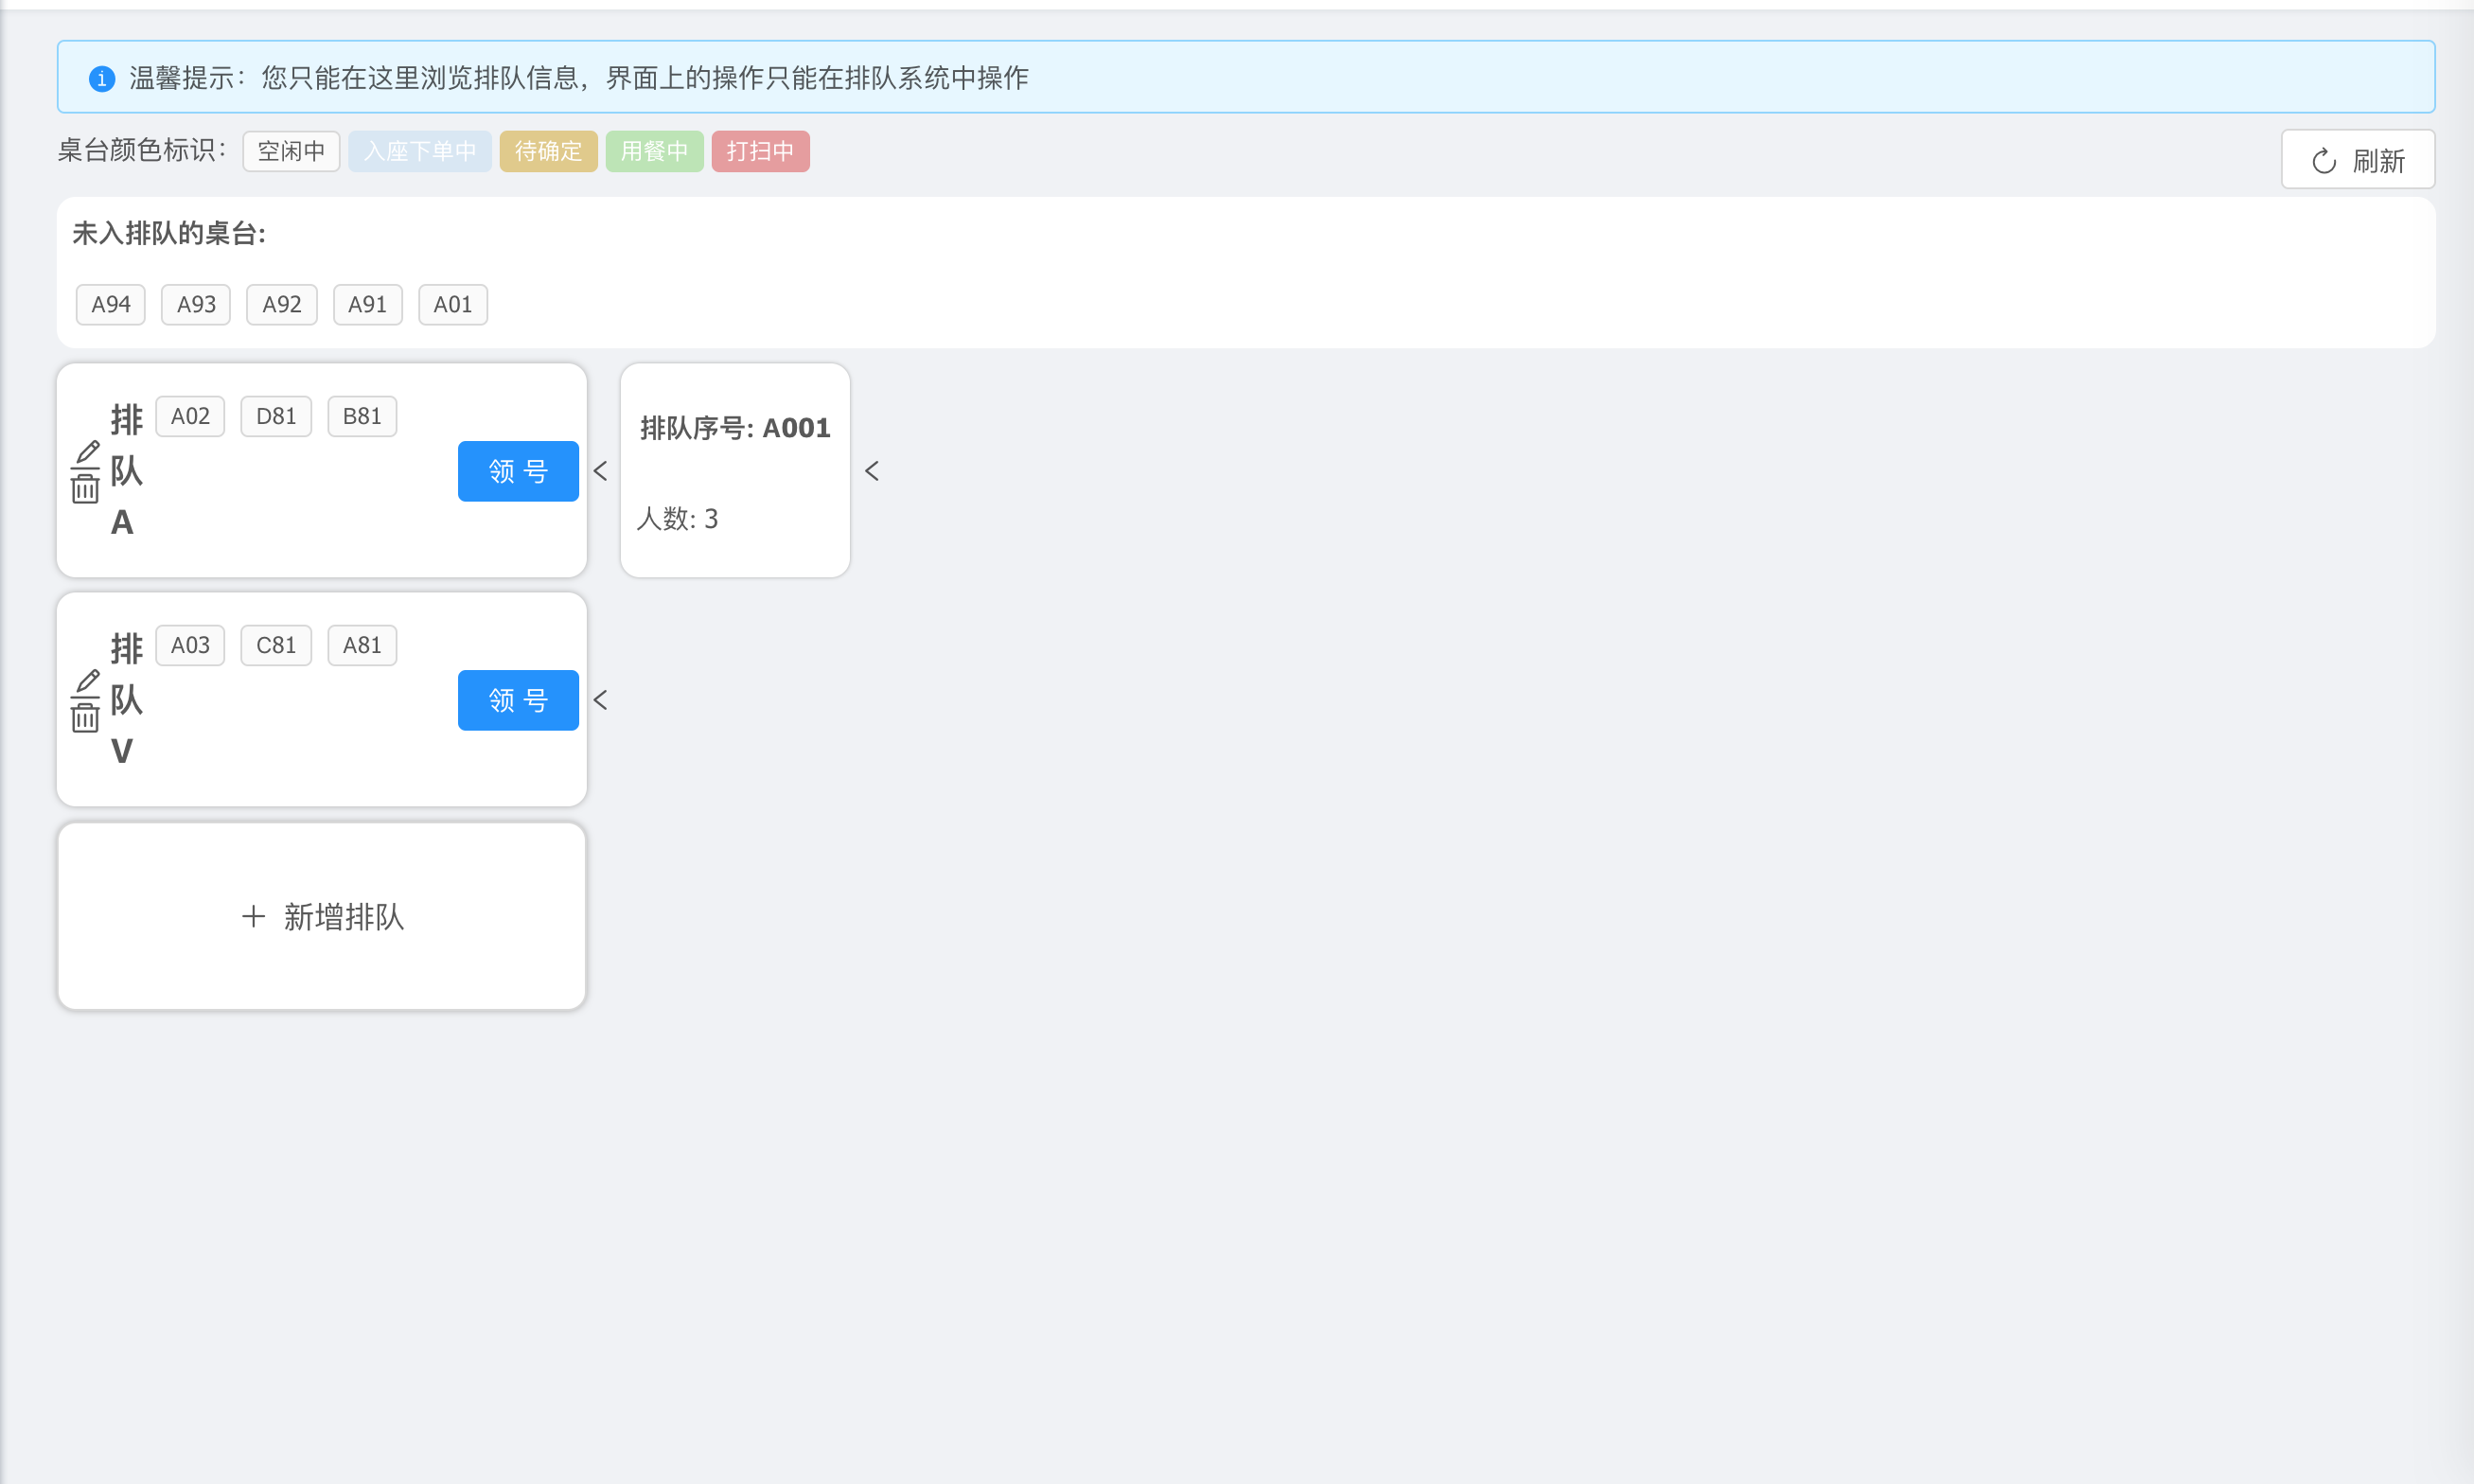 温馨提示：您只能在这里浏览排队信息，界面上的操作只能在排队系统中操作
桌台颜色标识： 空闲中 入座下单中 待确定 用餐中 打扫中 刷新
未入排队的桌台:
A94 A93 A92 A91 A01
排队A
A02 D81 B81
领 号
排队序号: A001
人数: 3
排队V
A03 C81 A81
领 号
新增排队